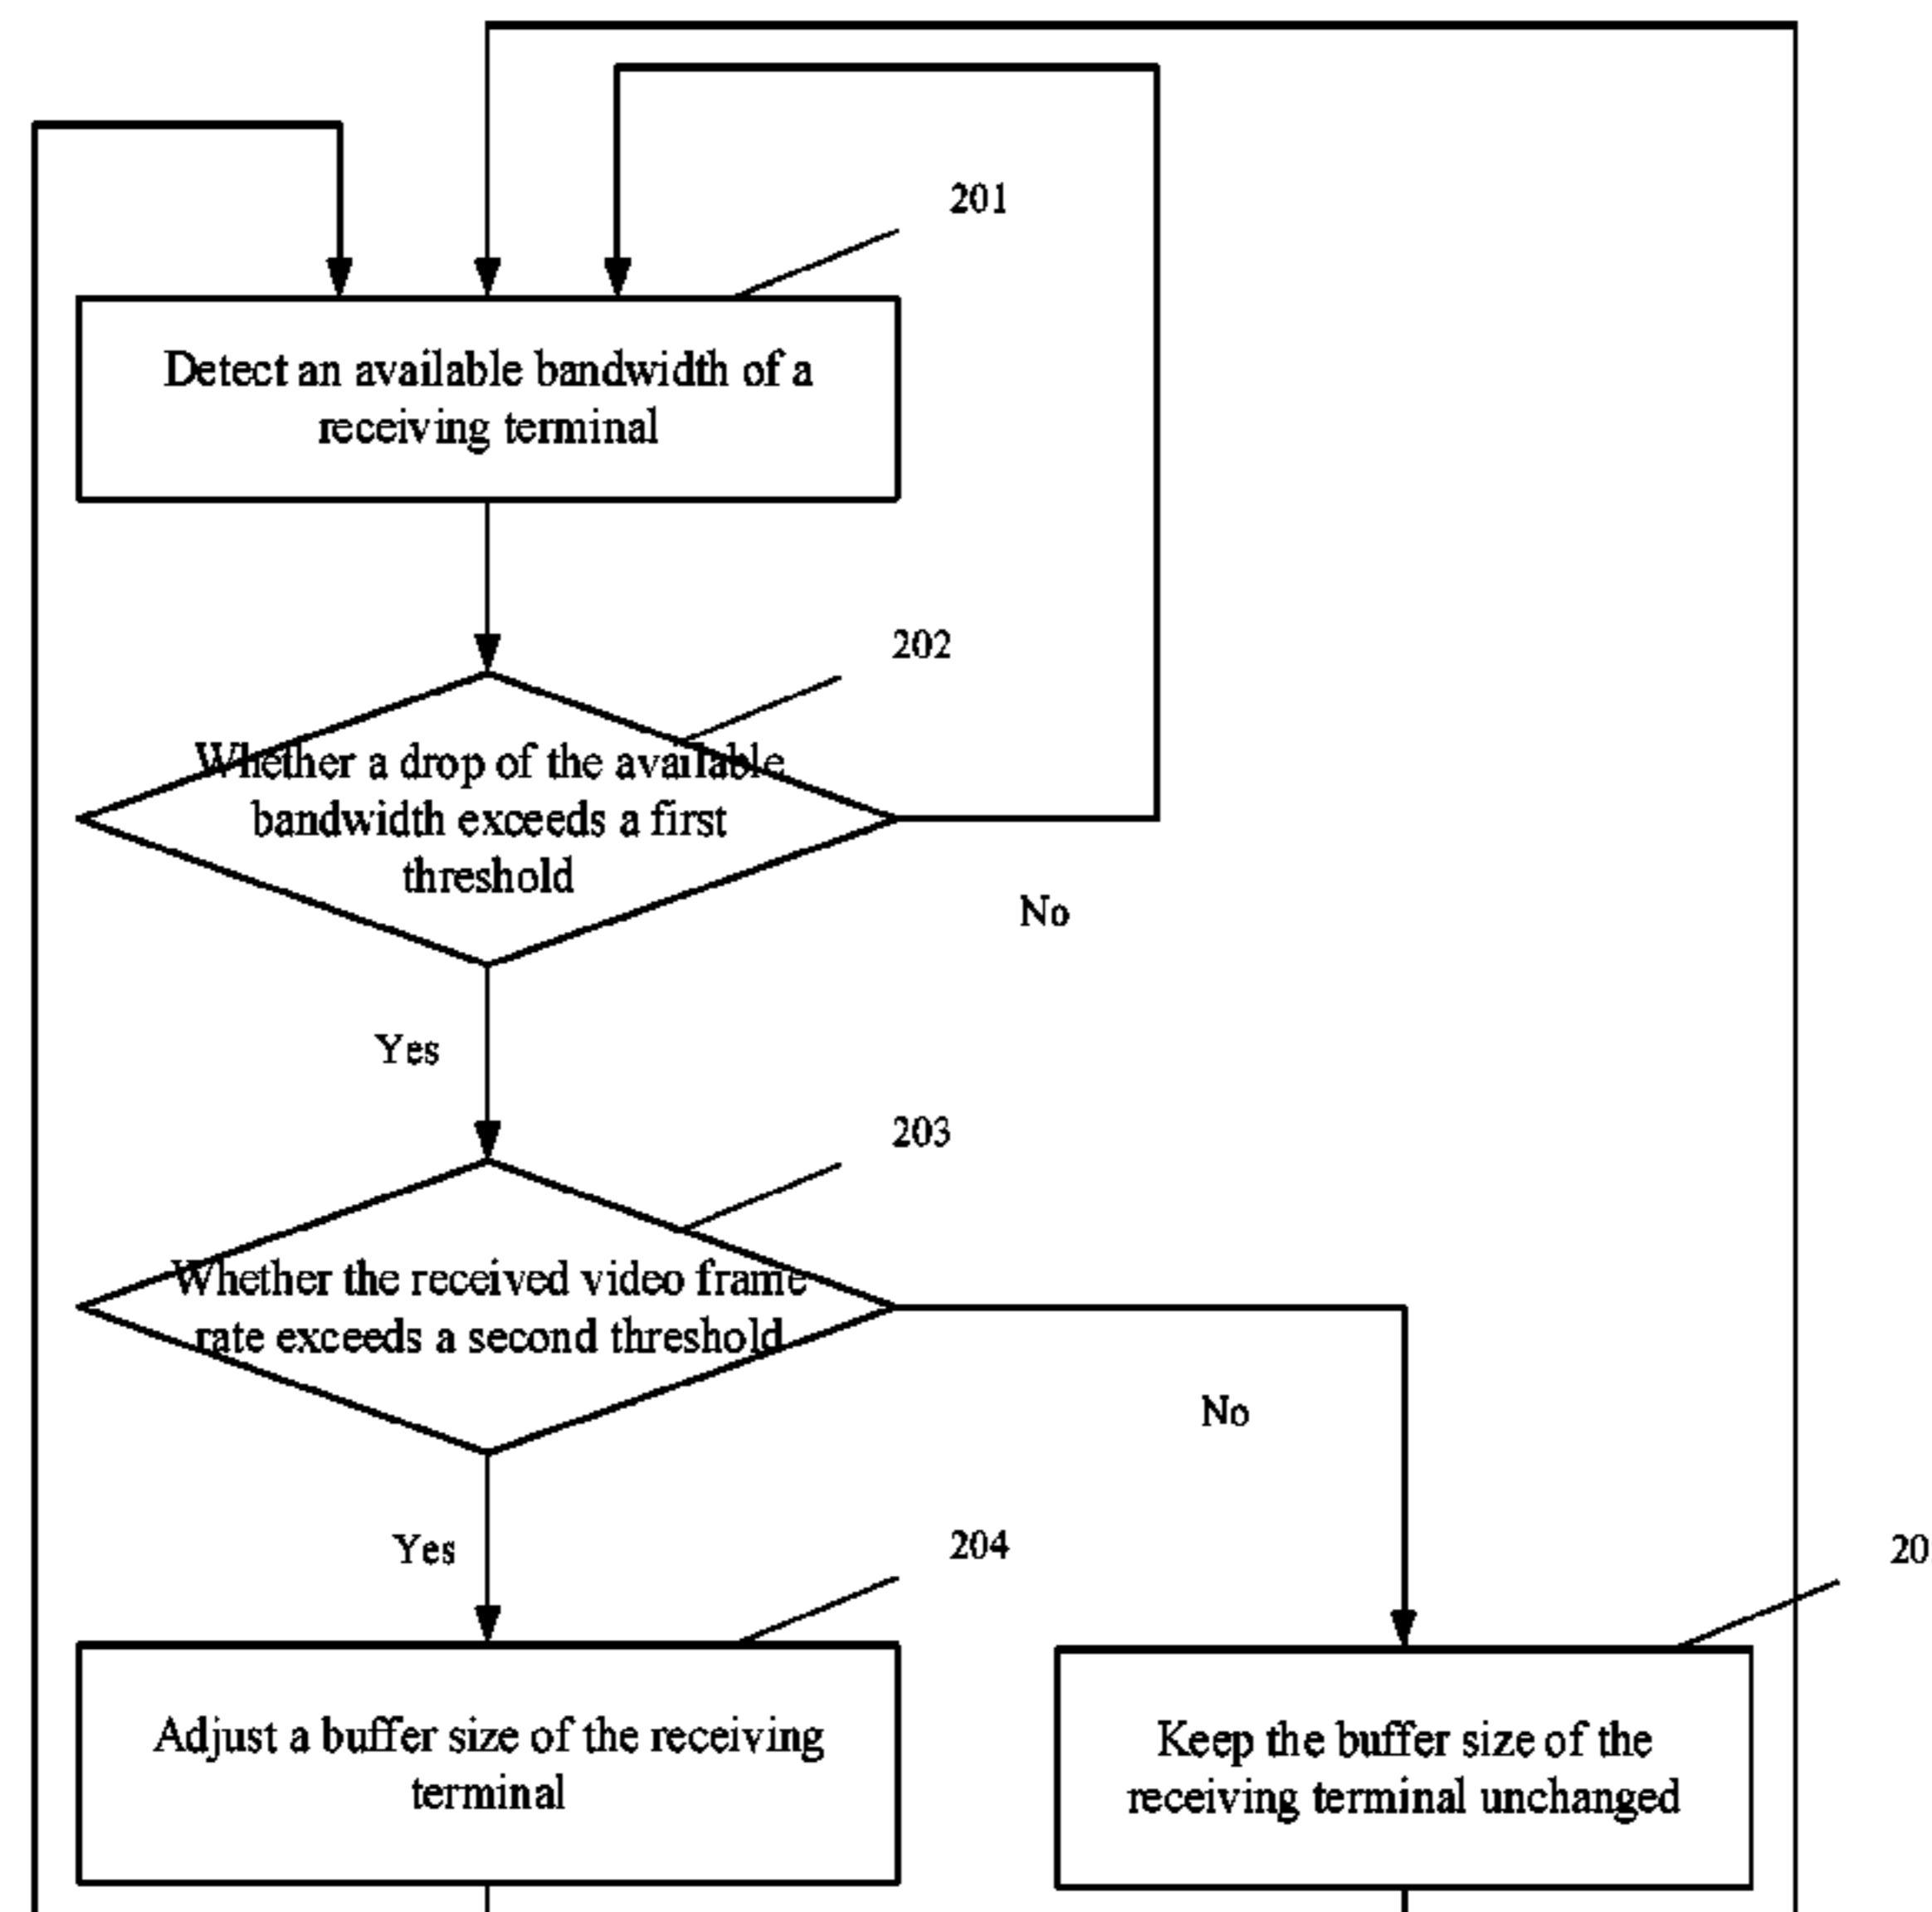 201
Detect an available bandwidth of a
receiving terminal
202
Whether a drop of the available
bandwidth exceeds a first
threshold
No
Yes
203
Whether the received video frame
rate exceeds a second threshold
No
Yes
204
20
Adjust a buffer size of the receiving
terminal
Keep the buffer size of the
receiving terminal unchanged